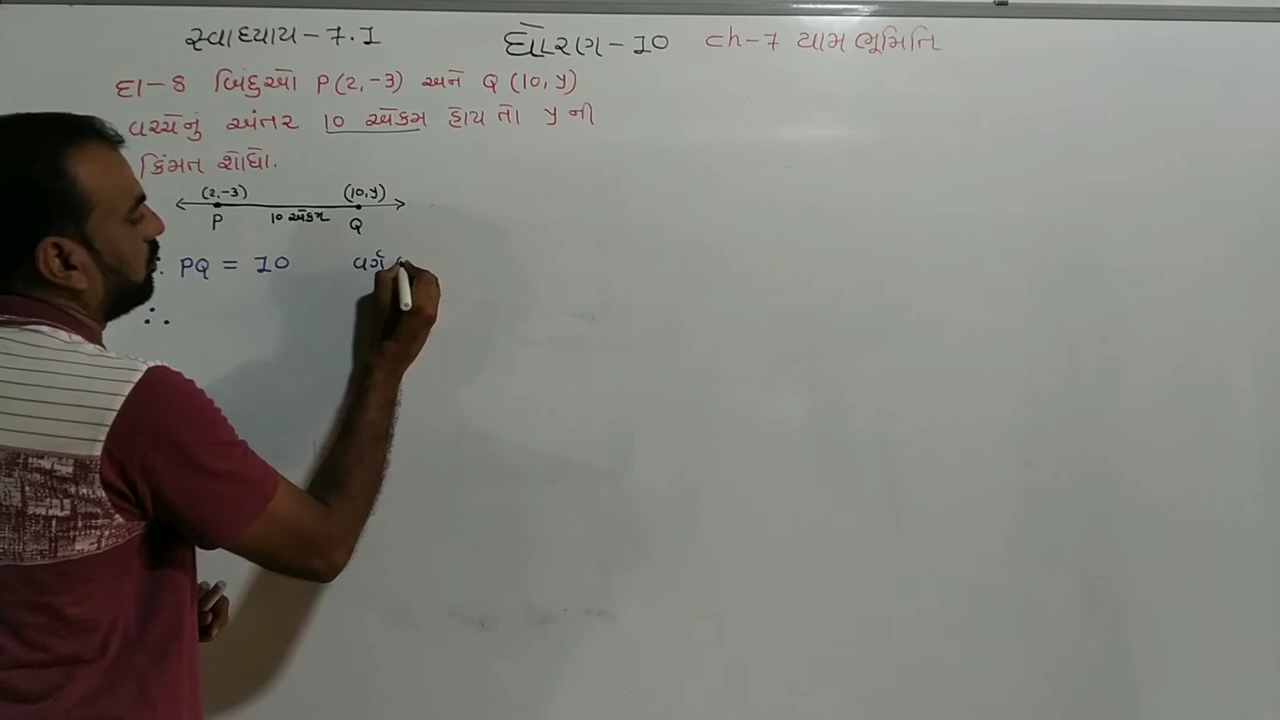 સ્વાધ્યાય-7.1 ધોરણ-10 ch-7 યામ ભૂમિતિ
દા-8 બિંદુઓ P(2,-3) અને Q(10,y)
વચ્ચેનું અંતર 10 એકમ હોય તો y ની
કિંમત શોધો.
(2,-3) (10,y)
P 10 એકમ Q
PQ = 10 વર્ગ
∴